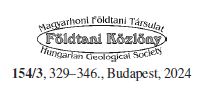 Magyarhoni Földtani Társulat
Földtani Közlöny
Hungarian Geological Society
154/3, 329–346., Budapest, 2024